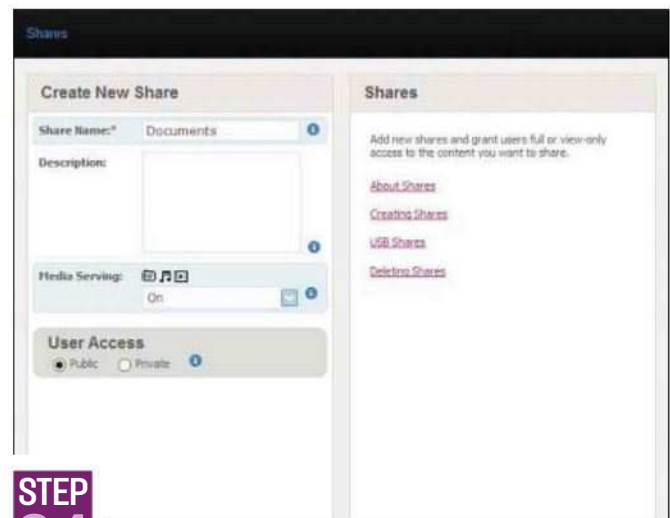 Shares
Create New Share
Share Name:*
Documents
Description:
Media Serving:
On
User Access
Public
Private
Shares
Add new shares and grant users full or view-only
access to the content you want to share.
About Shares
Creating Shares
USB Shares
Deleting Shares
STEP